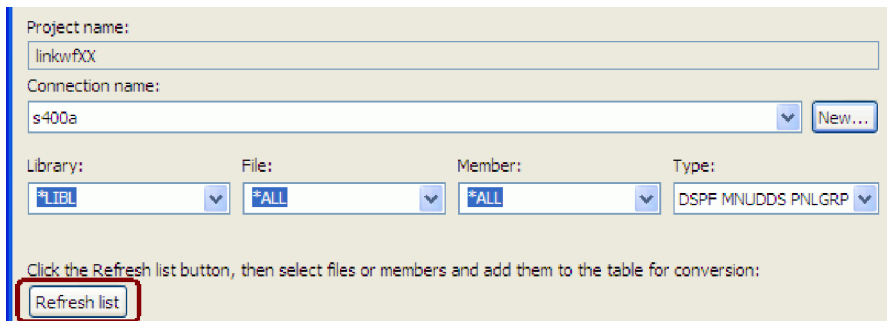 Project name:
linkwfXX
Connection name:
s400a
New...
Library: File: Member: Type:
*LIBL *ALL *ALL DSPF MNUDDS PNLGRP
Click the Refresh list button, then select files or members and add them to the table for conversion:
Refresh list